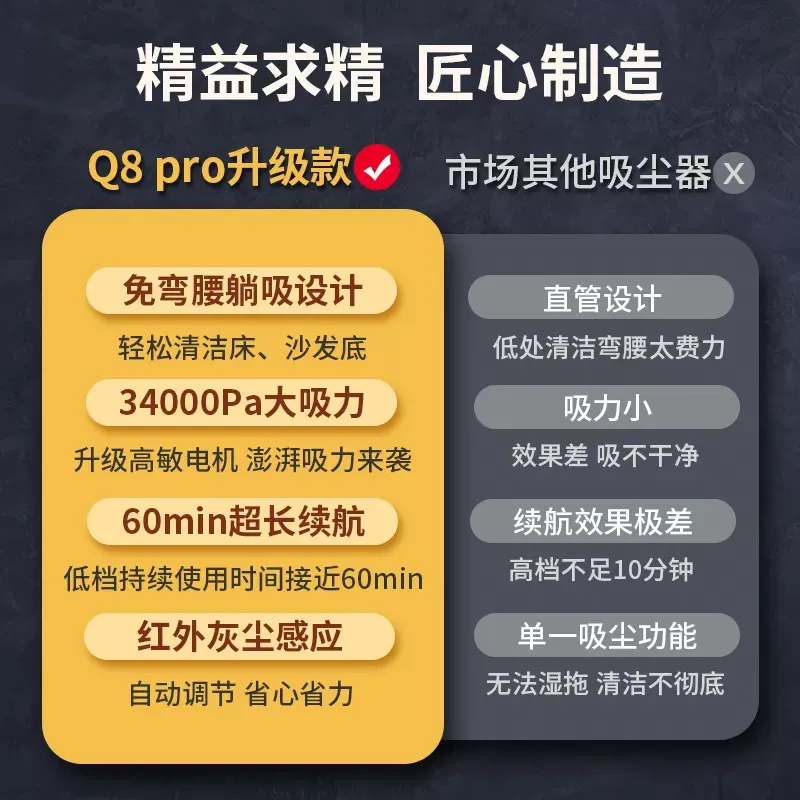 精益求精 匠心制造
Q8 pro升级款
免弯腰躺吸设计
轻松清洁床、沙发底
34000Pa大吸力
升级高敏电机 澎湃吸力来袭
60min超长续航
低档持续使用时间接近60min
红外灰尘感应
自动调节 省心省力
市场其他吸尘器 X
直管设计
低处清洁弯腰太费力
吸力小
效果差 吸不干净
续航效果极差
高档不足10分钟
单一吸尘功能
无法湿拖 清洁不彻底